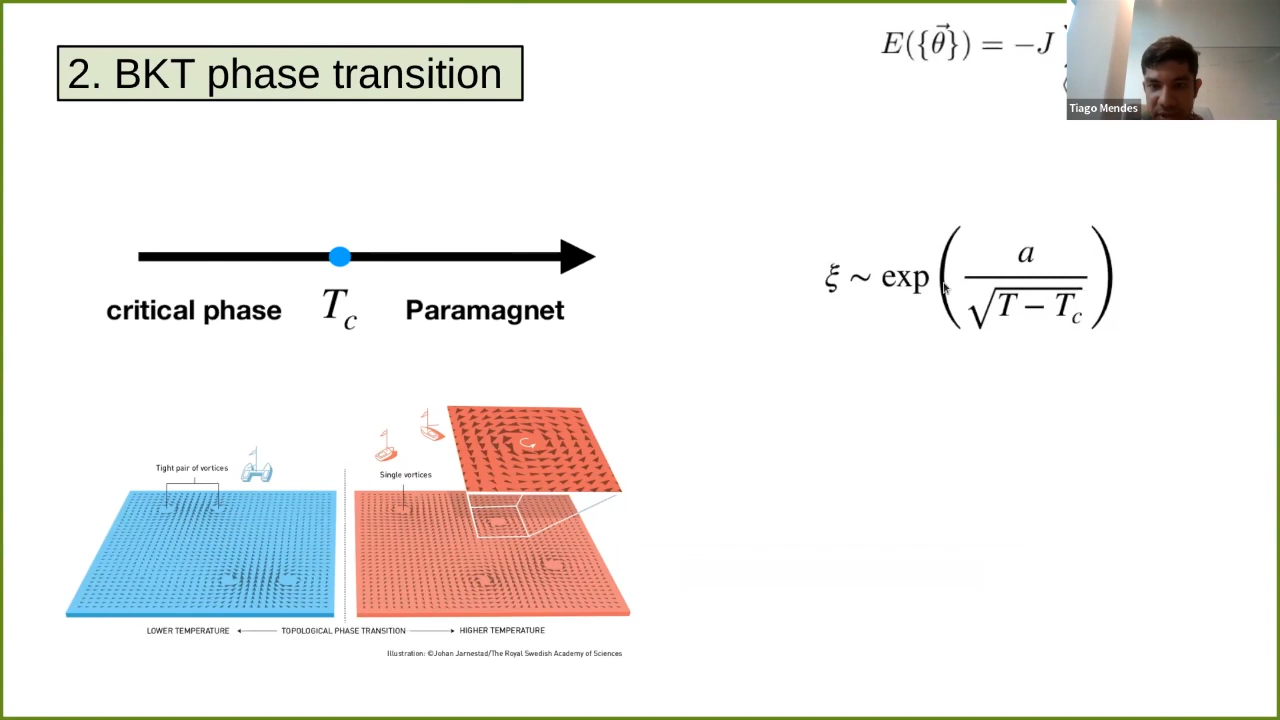 2. BKT phase transition
E({θ⃗}) = −J
Tiago Mendes
critical phase
T_c
Paramagnet
ξ ∼ exp ( a / √(T − T_c) )
Tight pair of vortices
Single vortices
LOWER TEMPERATURE
TOPOLOGICAL PHASE TRANSITION
HIGHER TEMPERATURE
Illustration: ©Johan Jarnestad/The Royal Swedish Academy of Sciences